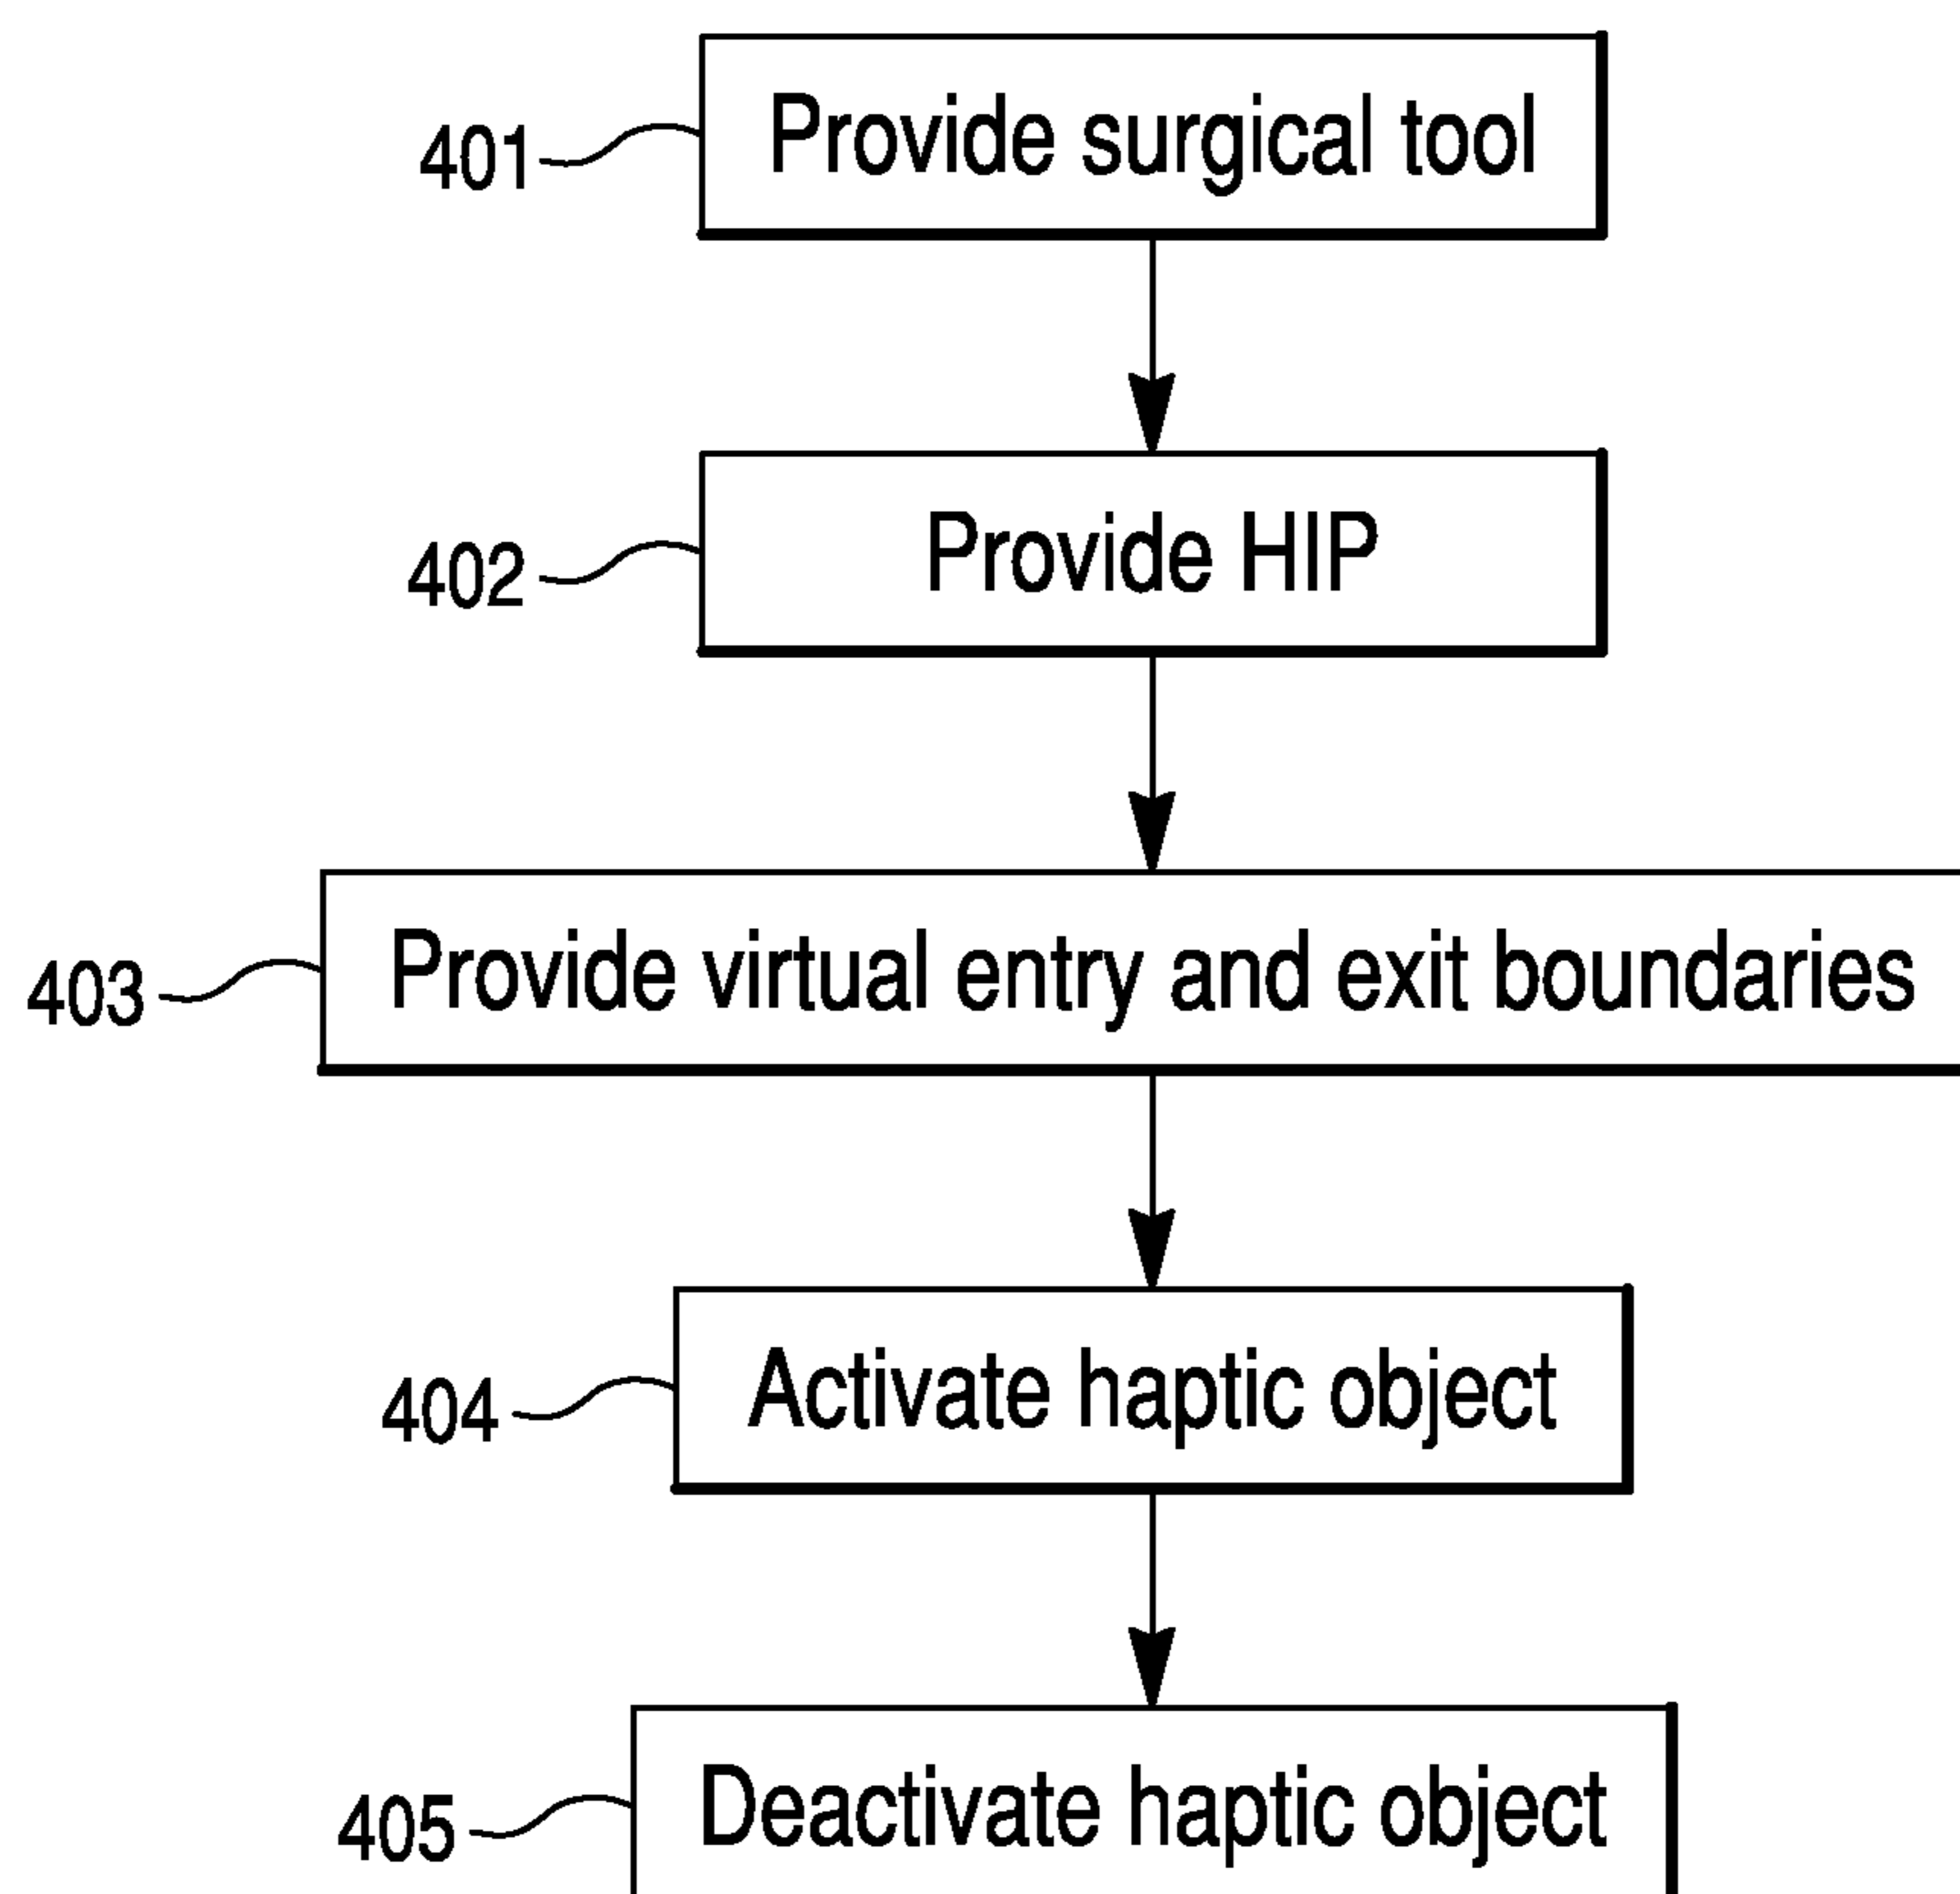 401 Provide surgical tool
402 Provide HIP
403 Provide virtual entry and exit boundaries
404 Activate haptic object
405 Deactivate haptic object